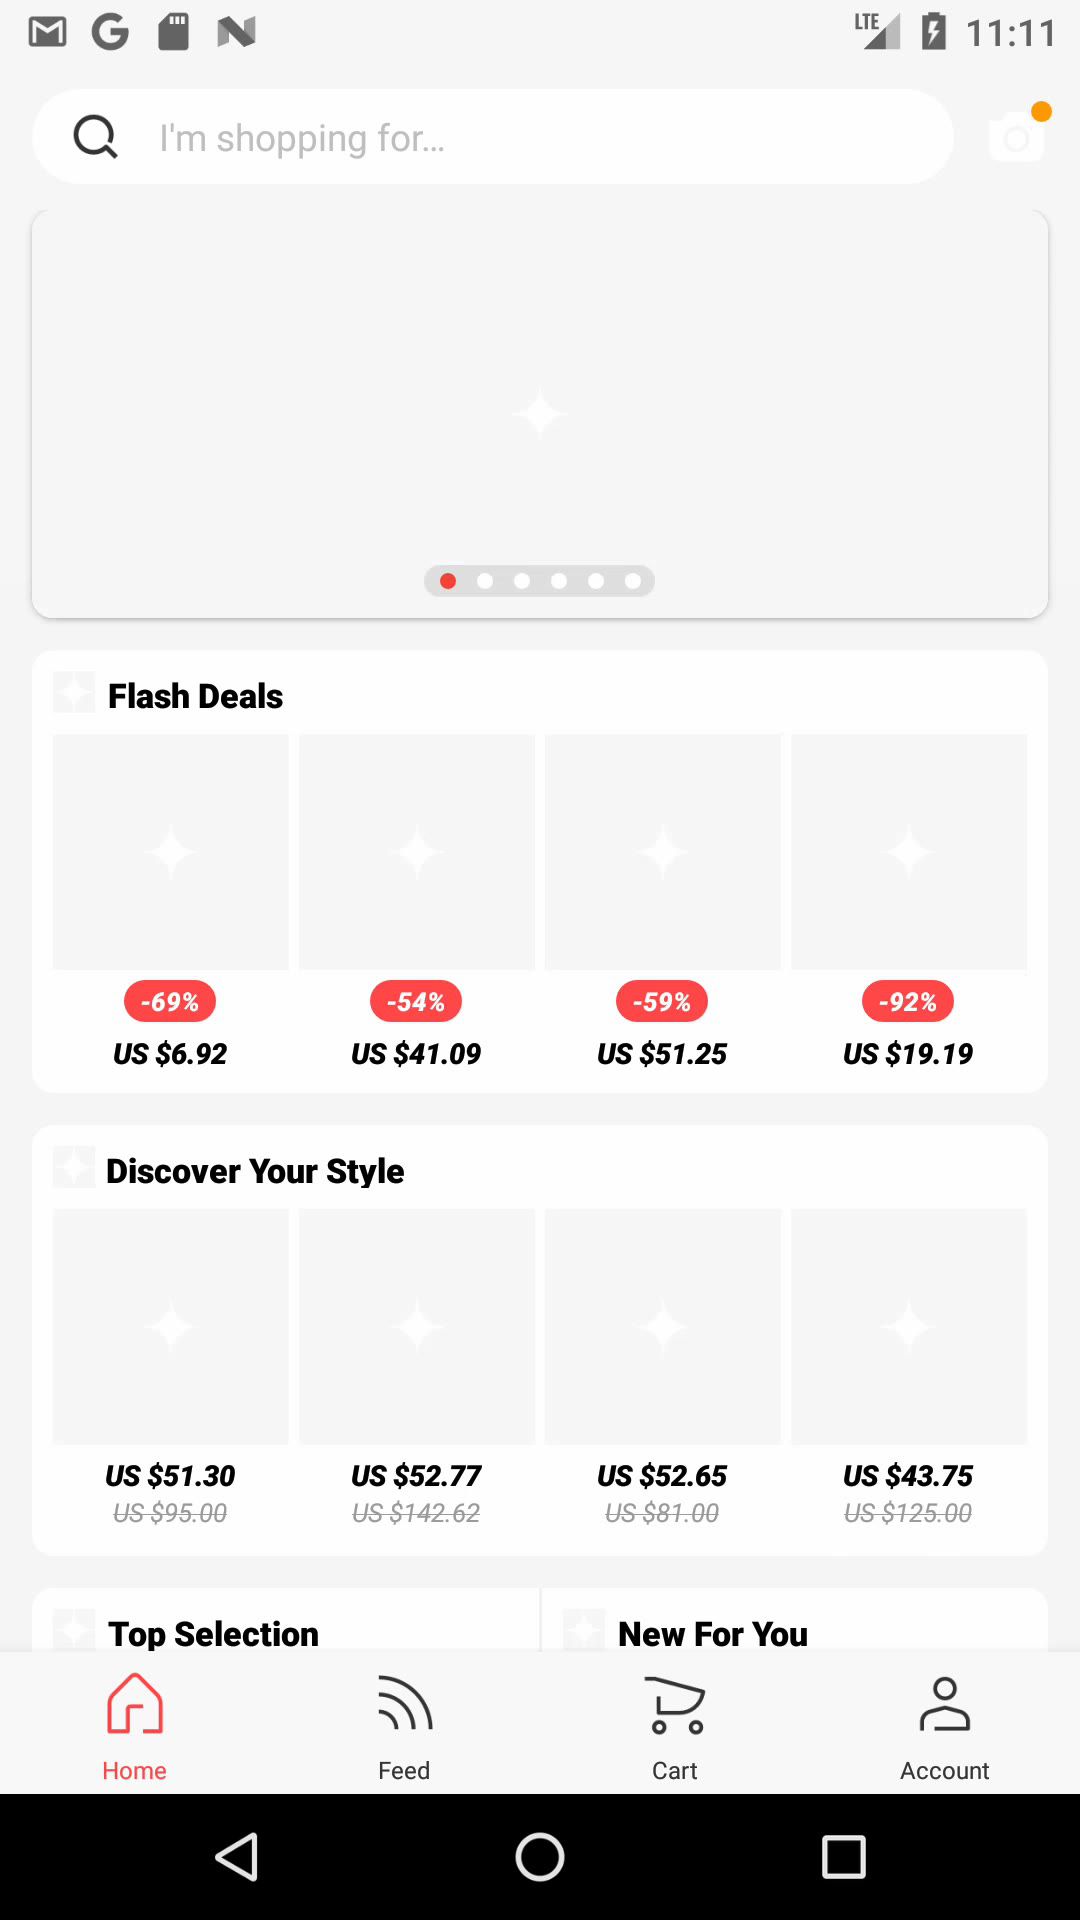 LTE 11:11
I'm shopping for...
Flash Deals
-69% -54% -59% -92%
US $6.92 US $41.09 US $51.25 US $19.19
Discover Your Style
US $51.30 US $52.77 US $52.65 US $43.75
US $95.00 US $142.62 US $81.00 US $125.00
Top Selection New For You
Home Feed Cart Account